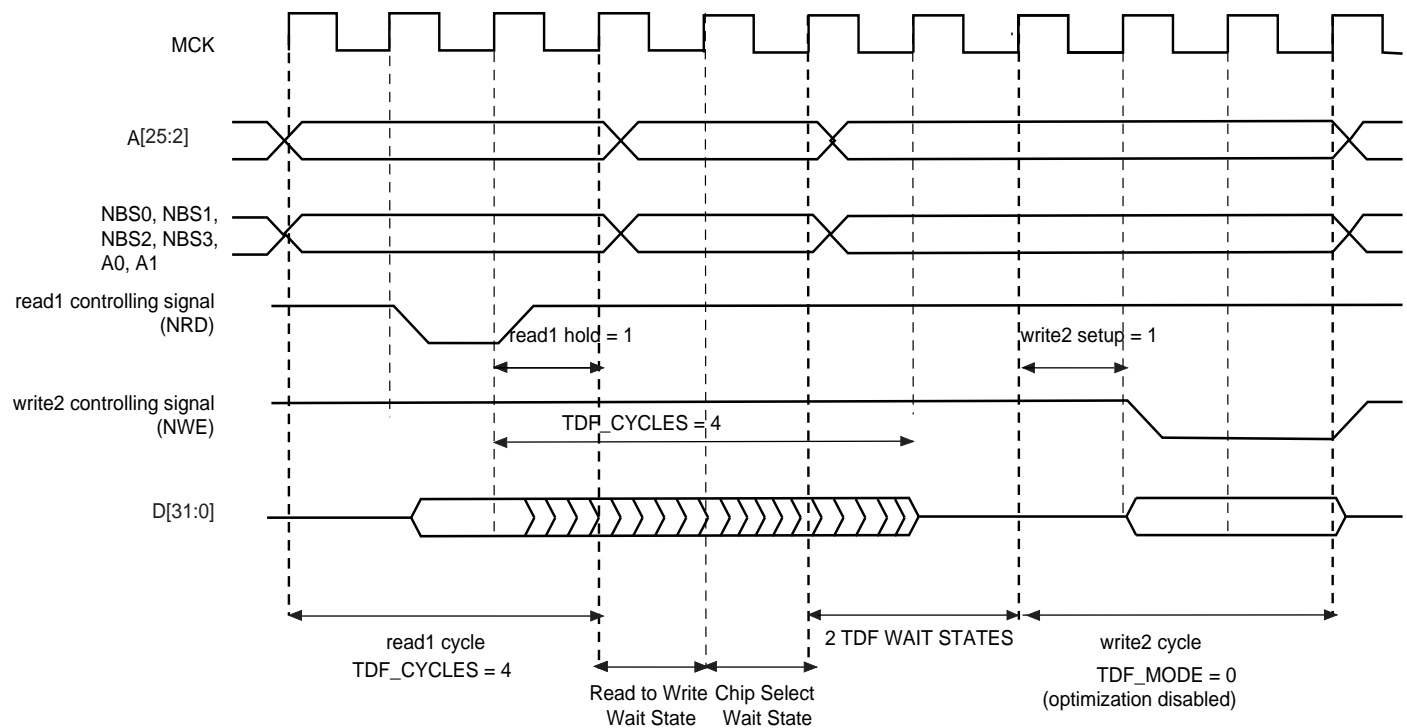 MCK
A[25:2]
NBS0, NBS1,
NBS2, NBS3,
A0, A1
read1 controlling signal
(NRD)
read1 hold = 1
write2 setup = 1
write2 controlling signal
(NWE)
TDF_CYCLES = 4
D[31:0]
read1 cycle
TDF_CYCLES = 4
2 TDF WAIT STATES
write2 cycle
TDF_MODE = 0
(optimization disabled)
Read to Write
Wait State
Chip Select
Wait State